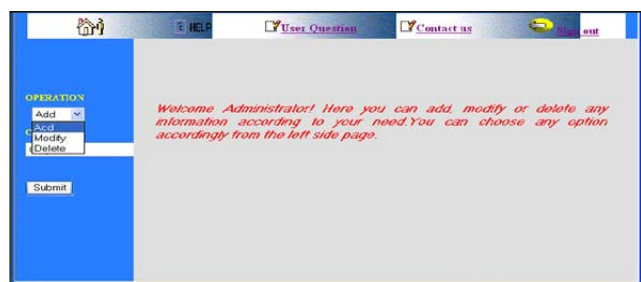 HELP
User Question
Contact us
Sign out
OPERATION
Add
Add
Modify
Delete
Submit
Welcome Administrator! Here you can add, modify or delete any
information according to your need.You can choose any option
accordingly from the left side page.